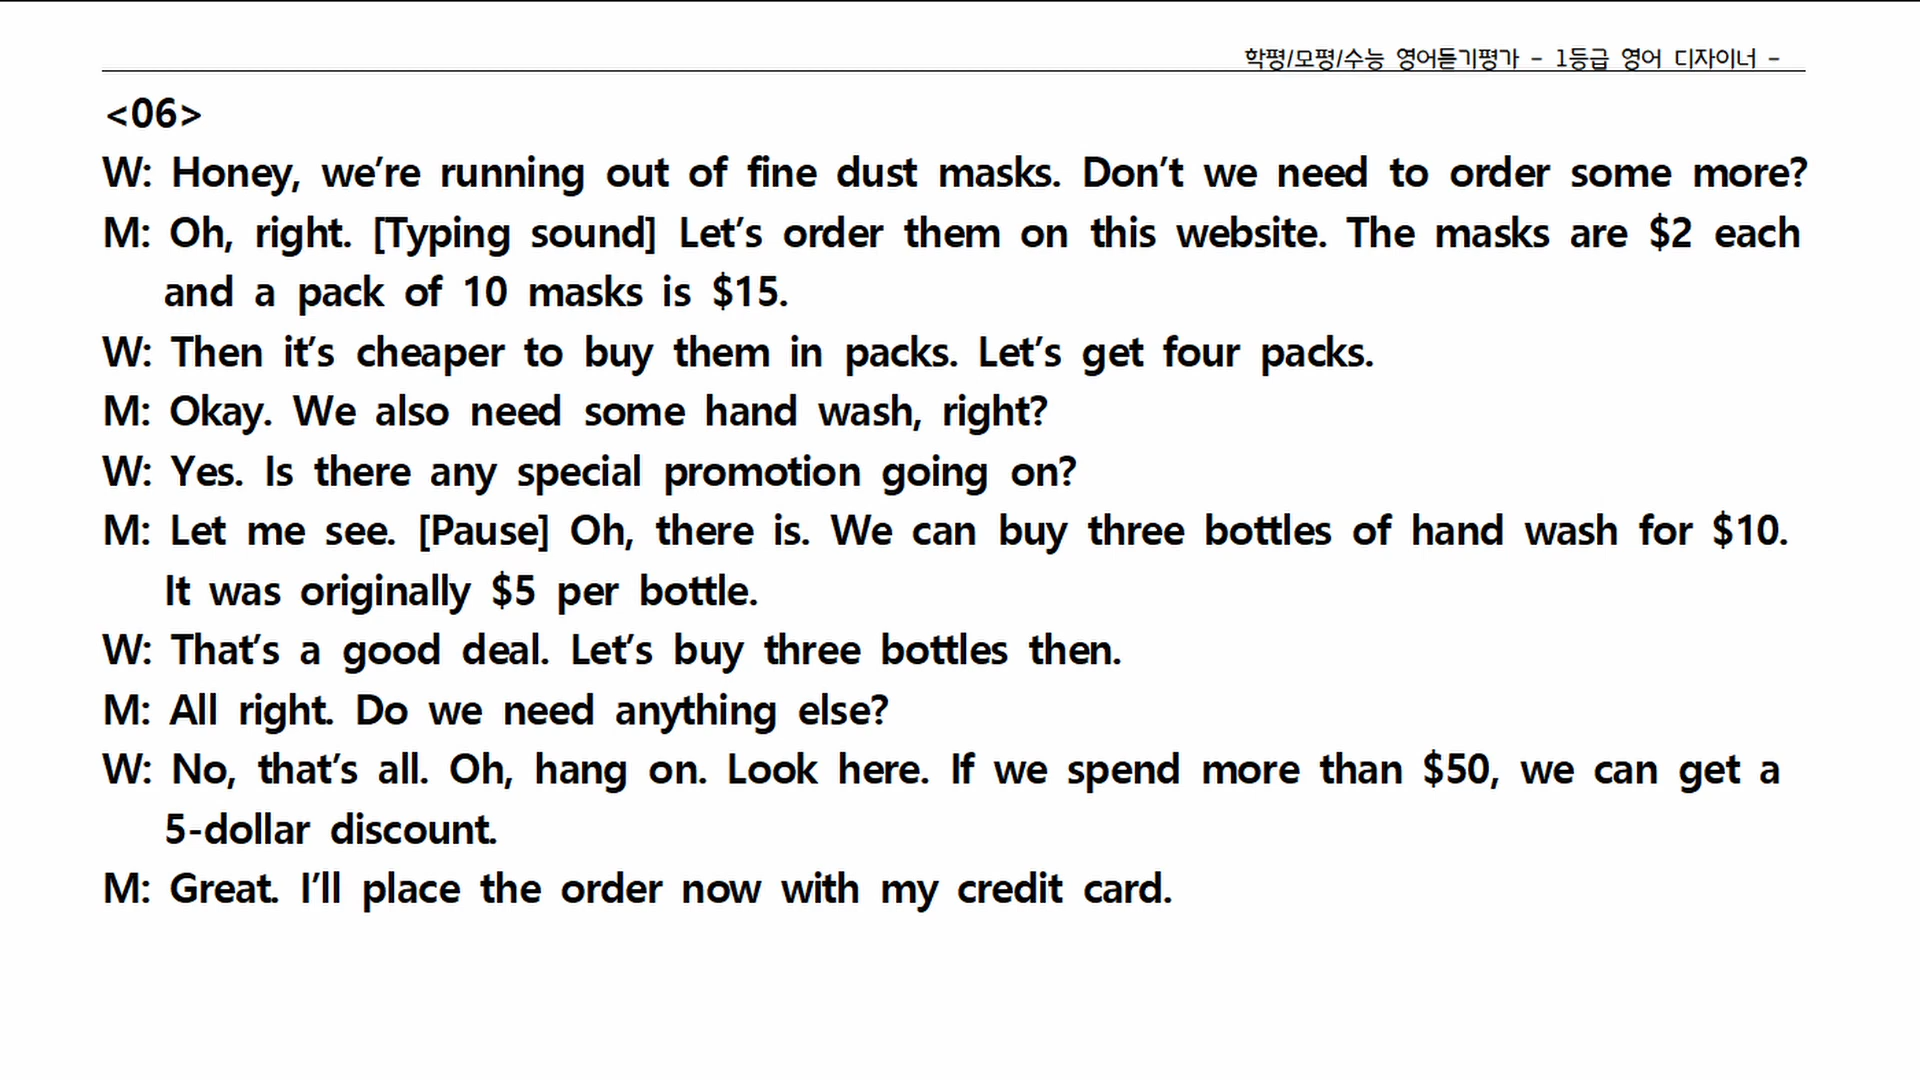 학평/모평/수능 영어듣기평가 - 1등급 영어 디자이너 -
<06>
W: Honey, we’re running out of fine dust masks. Don’t we need to order some more?
M: Oh, right. [Typing sound] Let’s order them on this website. The masks are $2 each
and a pack of 10 masks is $15.
W: Then it’s cheaper to buy them in packs. Let’s get four packs.
M: Okay. We also need some hand wash, right?
W: Yes. Is there any special promotion going on?
M: Let me see. [Pause] Oh, there is. We can buy three bottles of hand wash for $10.
It was originally $5 per bottle.
W: That’s a good deal. Let’s buy three bottles then.
M: All right. Do we need anything else?
W: No, that’s all. Oh, hang on. Look here. If we spend more than $50, we can get a
5-dollar discount.
M: Great. I’ll place the order now with my credit card.